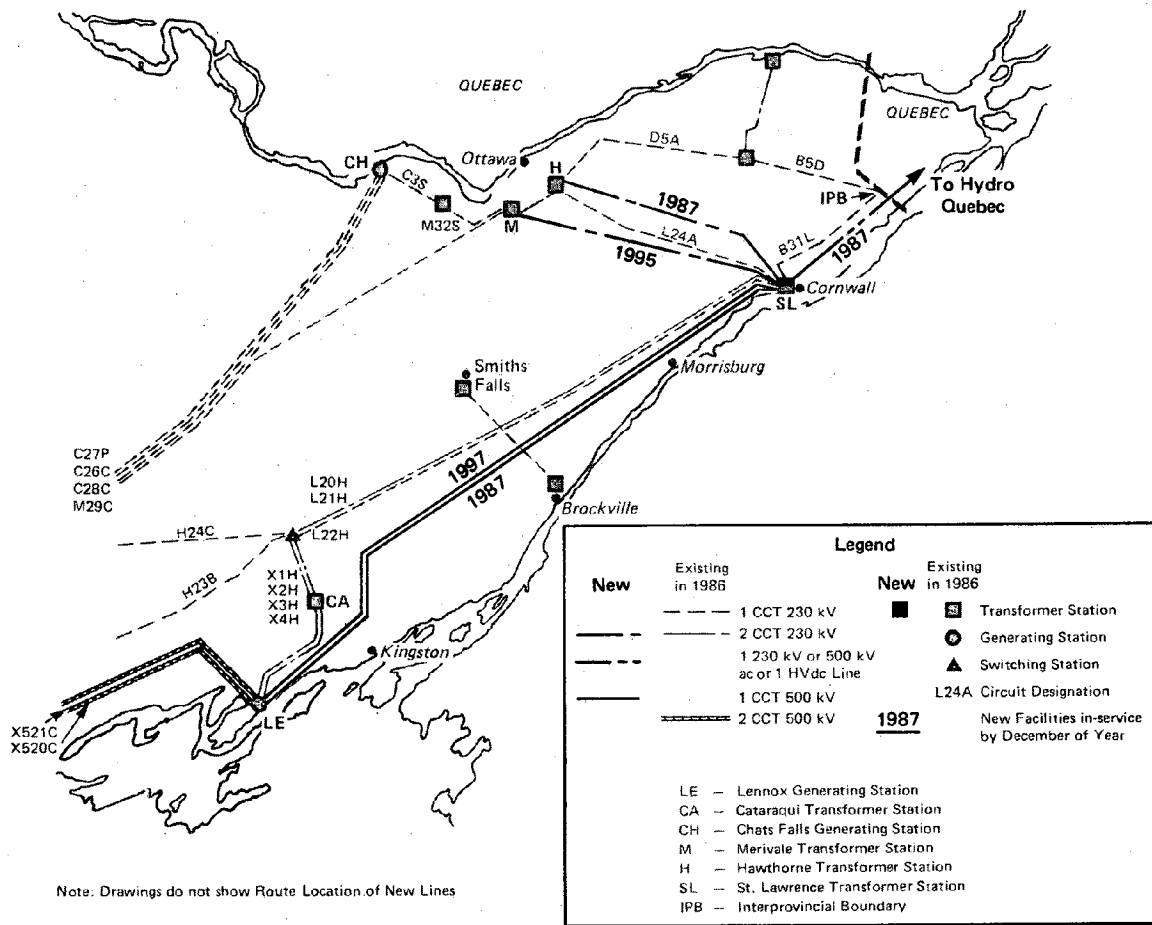 QUEBEC
QUEBEC
CH
C3S
Ottawa
H
D5A
B5D
IPB
To Hydro
Quebec
M32S
M
1987
L24A
1995
B31L
1987
SL
Cornwall
Morrisburg
Smiths
Falls
C27P
C26C
C28C
M29C
L20H
L21H
1997
1987
Brockville
H24C
L22H
H23B
X1H
X2H
X3H
X4H
CA
Kingston
LE
X521C
X520C
Legend
New
Existing
in 1986
New
Existing
in 1986
1 CCT 230 kV
2 CCT 230 kV
1 230 kV or 500 kV
ac or 1 HVdc Line
1 CCT 500 kV
2 CCT 500 kV
Transformer Station
Generating Station
Switching Station
L24A Circuit Designation
1987 New Facilities in-service
by December of Year
LE – Lennox Generating Station
CA – Cataraqui Transformer Station
CH – Chats Falls Generating Station
M – Merivale Transformer Station
H – Hawthorne Transformer Station
SL – St. Lawrence Transformer Station
IPB – Interprovincial Boundary
Note: Drawings do not show Route Location of New Lines